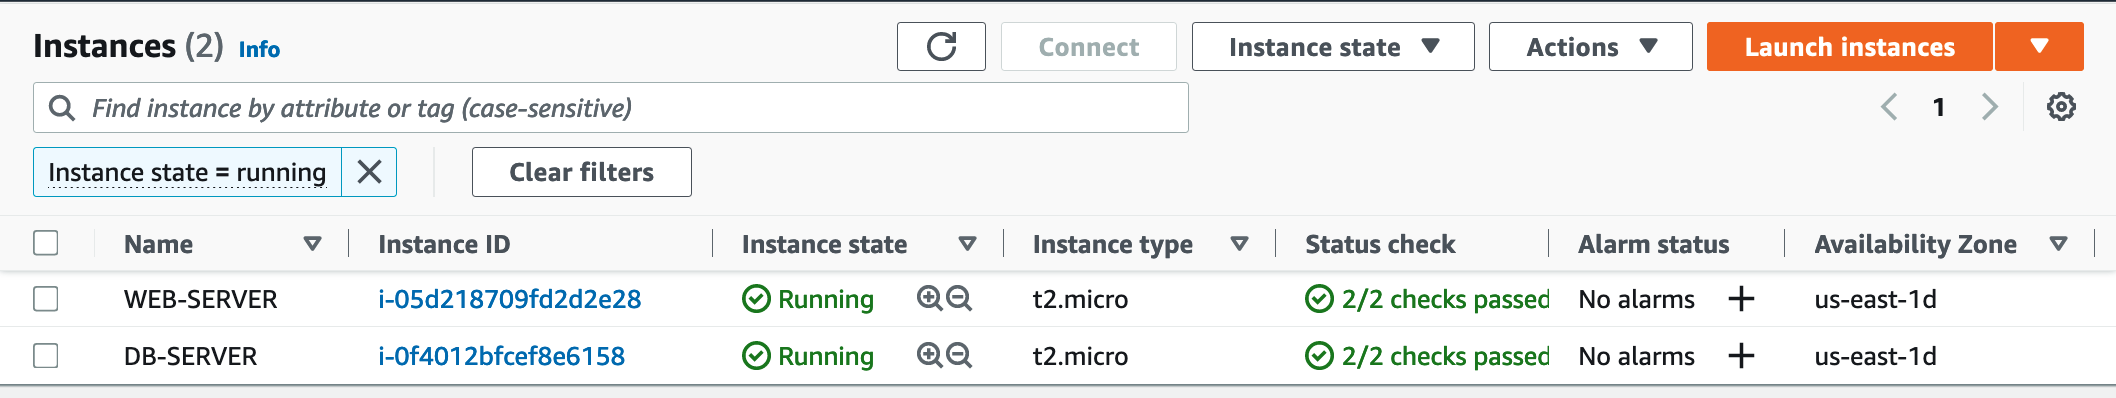 Instances (2) Info
Connect
Instance state
Actions
Launch instances
Find instance by attribute or tag (case-sensitive)
1
Instance state = running
Clear filters
Name Instance ID Instance state Instance type Status check Alarm status Availability Zone
WEB-SERVER i-05d218709fd2d2e28 Running t2.micro 2/2 checks passed No alarms + us-east-1d
DB-SERVER i-0f4012bfcef8e6158 Running t2.micro 2/2 checks passed No alarms + us-east-1d